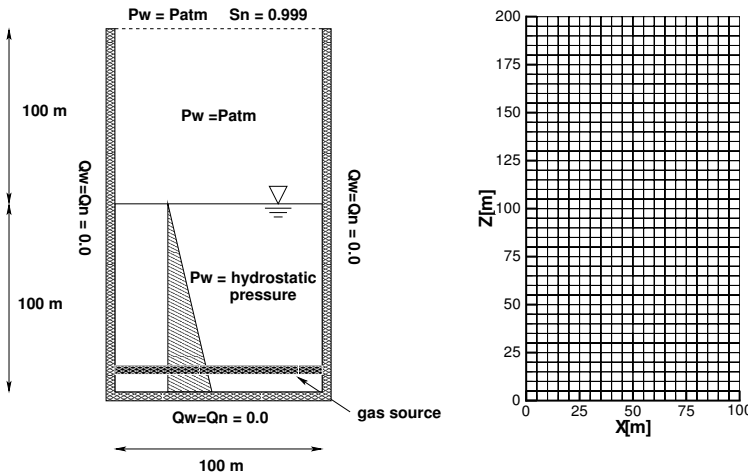 Pw = Patm Sn = 0.999
100 m
Pw =Patm
Qw=Qn = 0.0
Qw=Qn = 0.0
100 m
Pw = hydrostatic
pressure
Qw=Qn = 0.0
gas source
100 m
200
175
150
125
100
75
50
25
0
Z[m]
0 25 50 75 100
X[m]